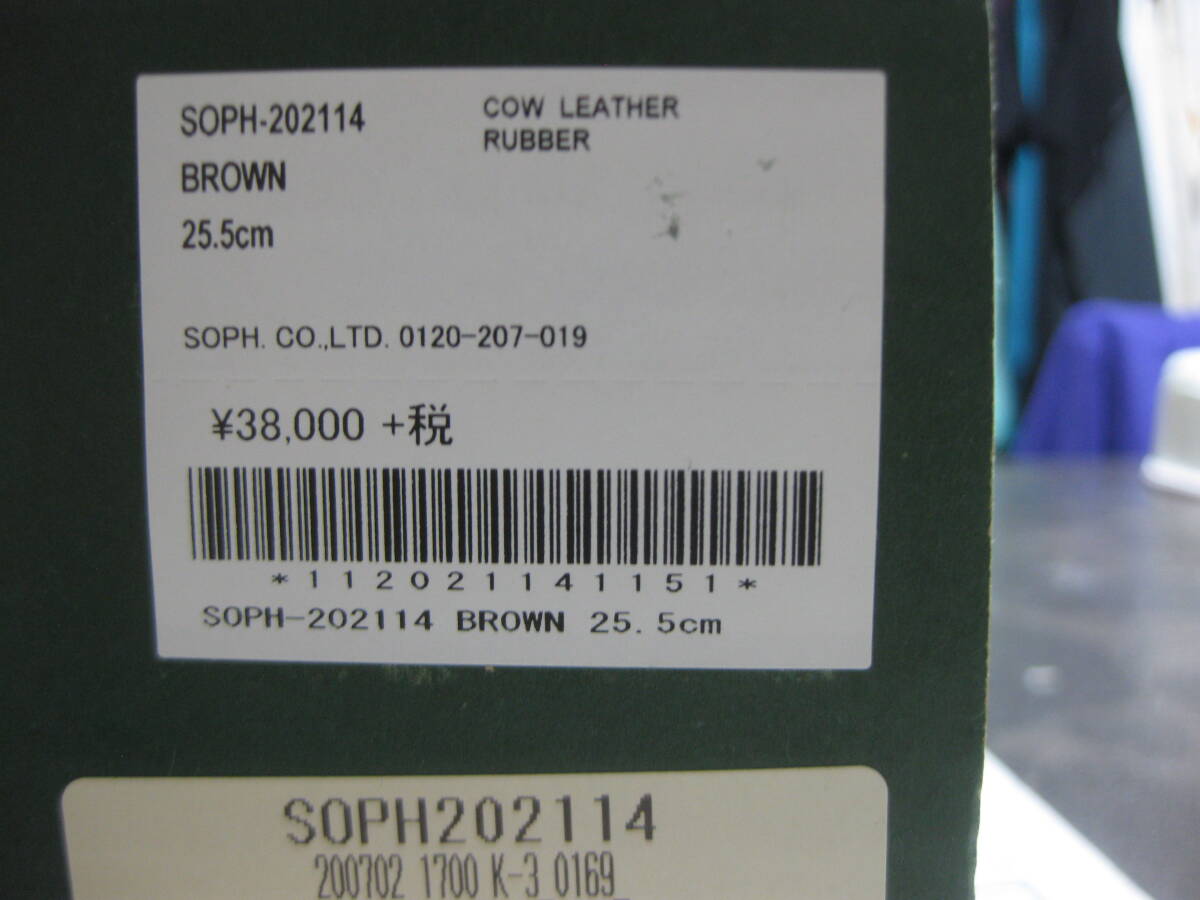 SOPH-202114
BROWN
25.5cm
COW LEATHER
RUBBER
SOPH. CO.,LTD. 0120-207-019
¥38,000 +税
*112021141151*
SOPH-202114 BROWN 25.5cm
SOPH202114
200702 1700 K-3 0169